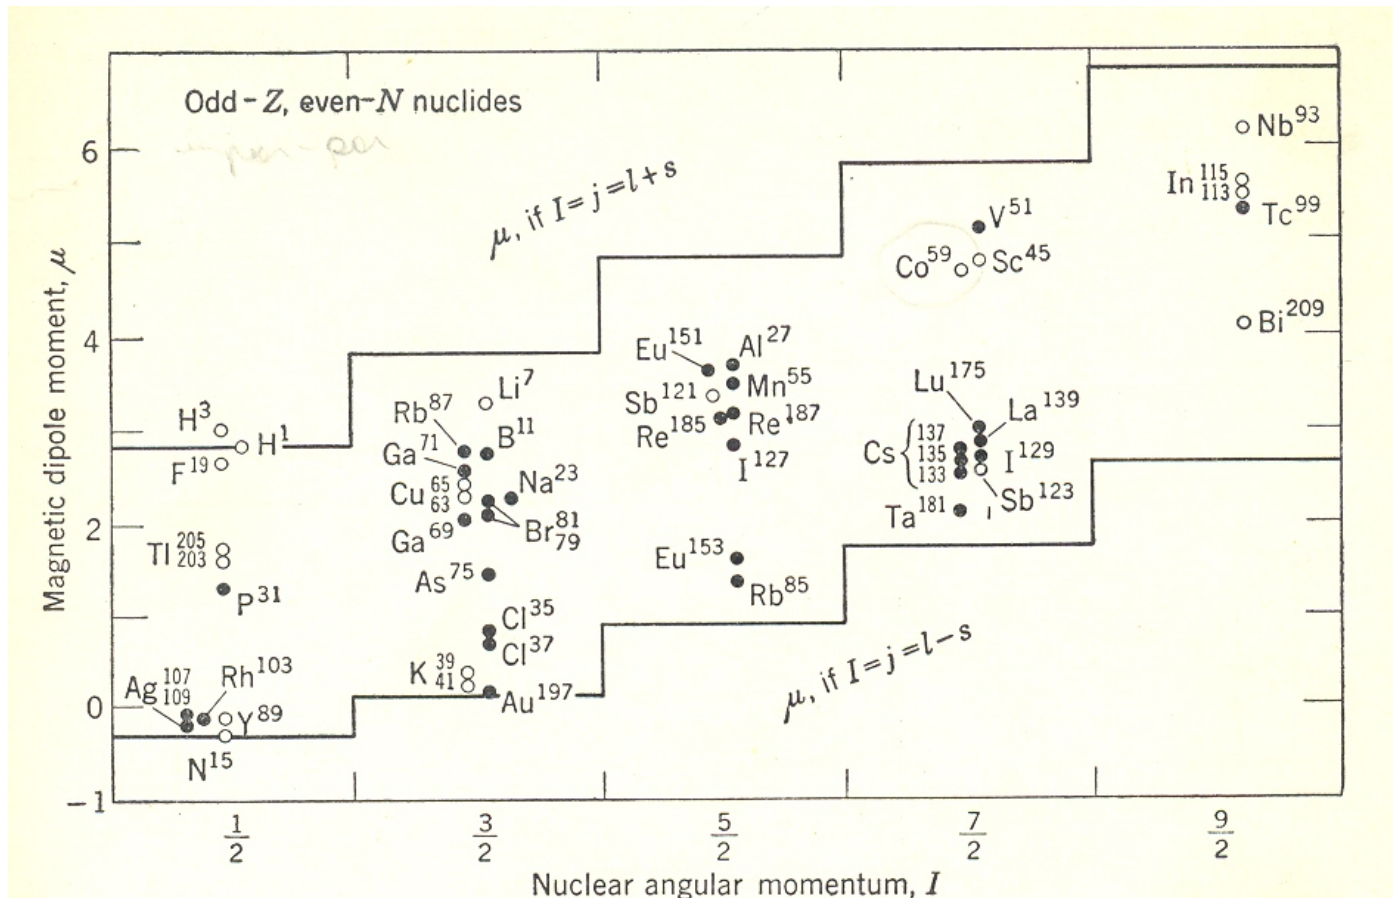 Odd-Z, even-N nuclides
6
4
2
0
-1
Magnetic dipole moment, μ
μ, if I=j=l+s
μ, if I=j=l-s
H³
H¹
F¹⁹
Tl 205
203
P³¹
Ag 107
109
Rh¹⁰³
Y⁸⁹
N¹⁵
Li⁷
Rb⁸⁷
B¹¹
Ga⁷¹
Cu 65
63
Na²³
Ga⁶⁹
Br 81
79
As⁷⁵
Cl³⁵
Cl³⁷
K 39
41
Au¹⁹⁷
Eu¹⁵¹
Al²⁷
Sb¹²¹
Mn⁵⁵
Re¹⁸⁵
Re¹⁸⁷
I¹²⁷
Eu¹⁵³
Rb⁸⁵
V⁵¹
Co⁵⁹
Sc⁴⁵
Lu¹⁷⁵
La¹³⁹
Cs { 137
135
133
I¹²⁹
Sb¹²³
Ta¹⁸¹
Nb⁹³
In 115
113
Tc⁹⁹
Bi²⁰⁹
1/2
3/2
5/2
7/2
9/2
Nuclear angular momentum, I